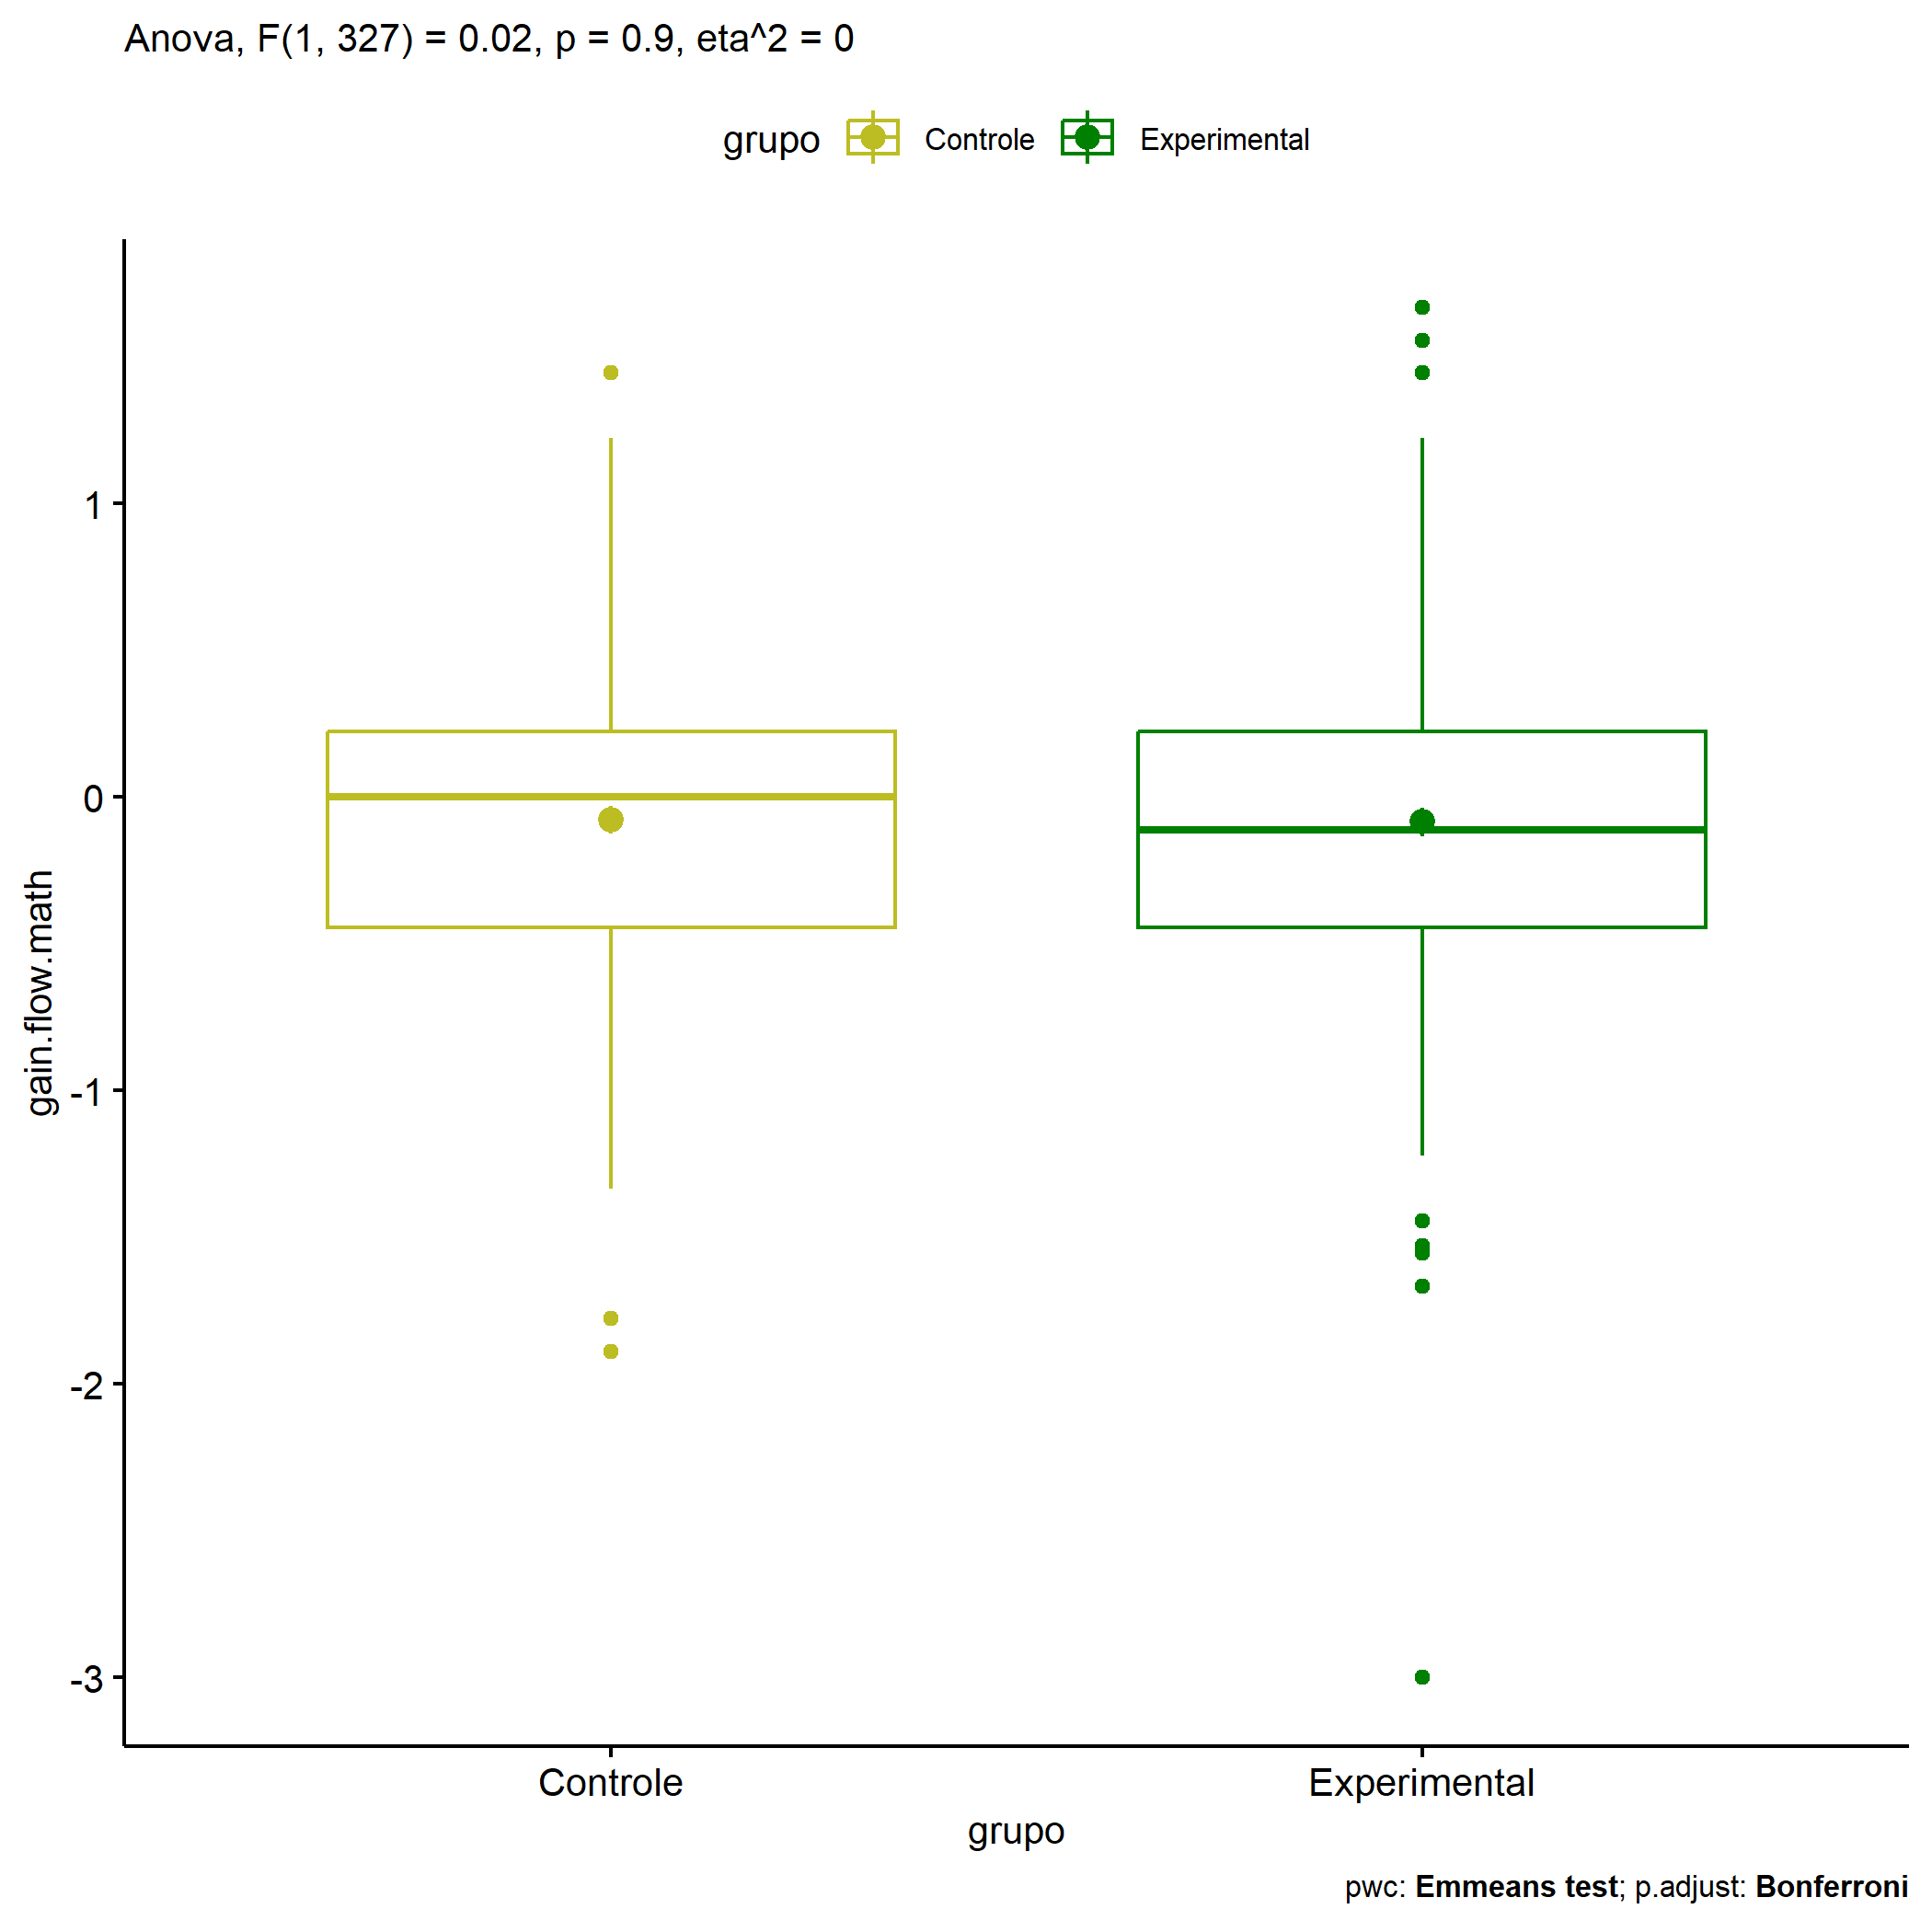 Anova, F(1, 327) = 0.02, p = 0.9, eta^2 = 0
grupo Controle Experimental
1
0
-1
-2
-3
gain.flow.math
Controle Experimental
grupo
pwc: Emmeans test; p.adjust: Bonferroni